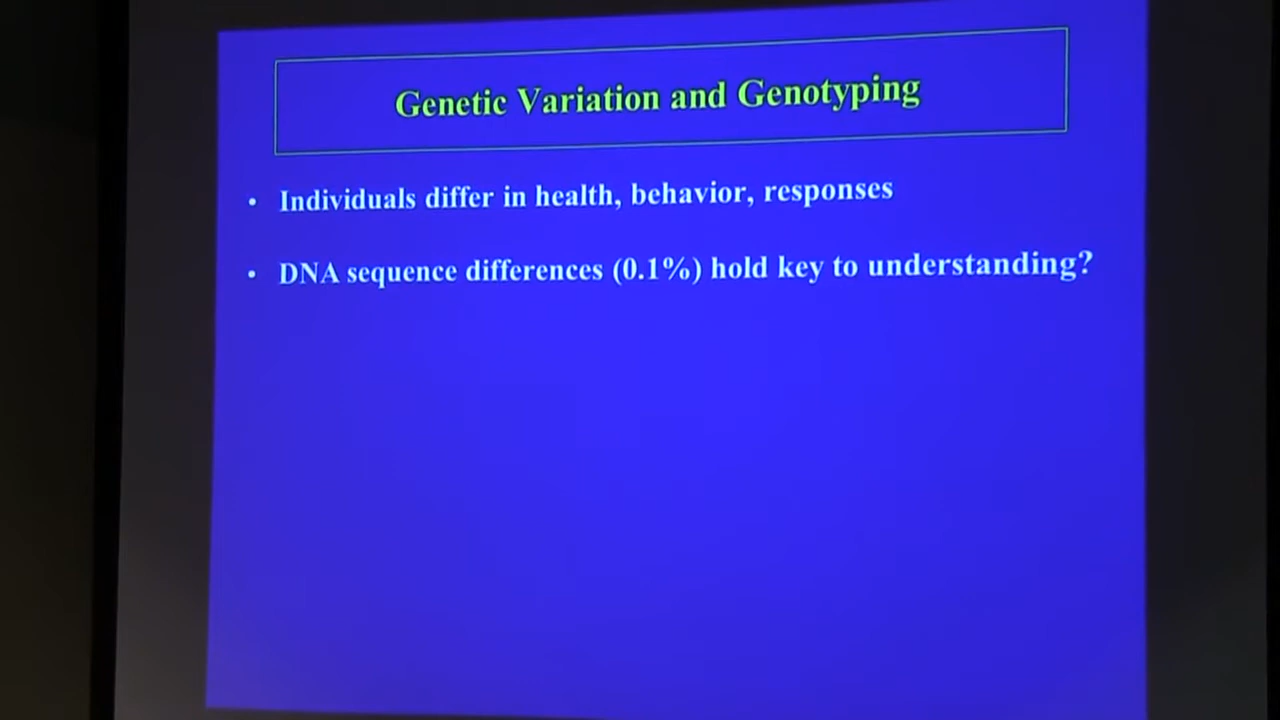 Genetic Variation and Genotyping
• Individuals differ in health, behavior, responses
• DNA sequence differences (0.1%) hold key to understanding?